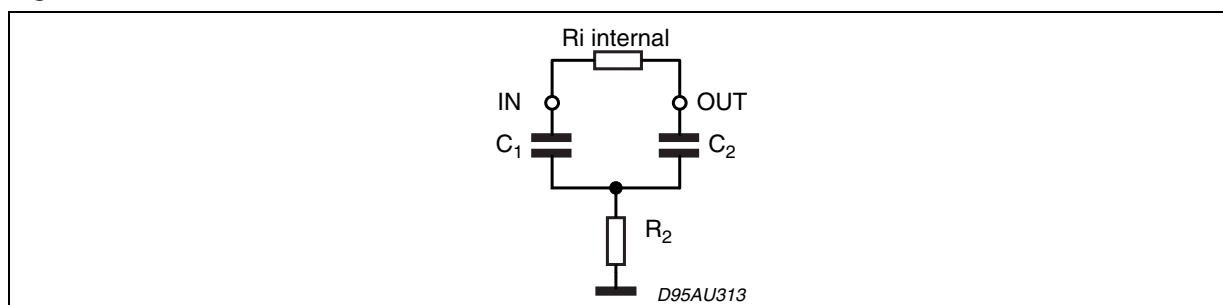 Ri internal
IN
OUT
C1
C2
R2
D95AU313